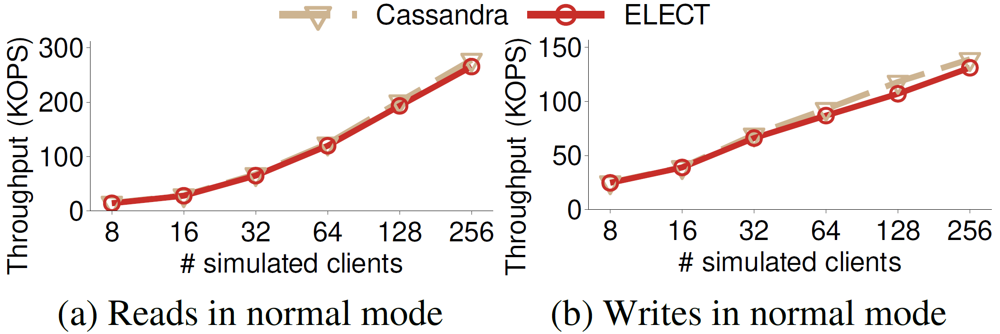 Cassandra ELECT
Throughput (KOPS)
300
200
100
0
8 16 32 64 128 256
# simulated clients
(a) Reads in normal mode
Throughput (KOPS)
150
100
50
0
8 16 32 64 128 256
# simulated clients
(b) Writes in normal mode